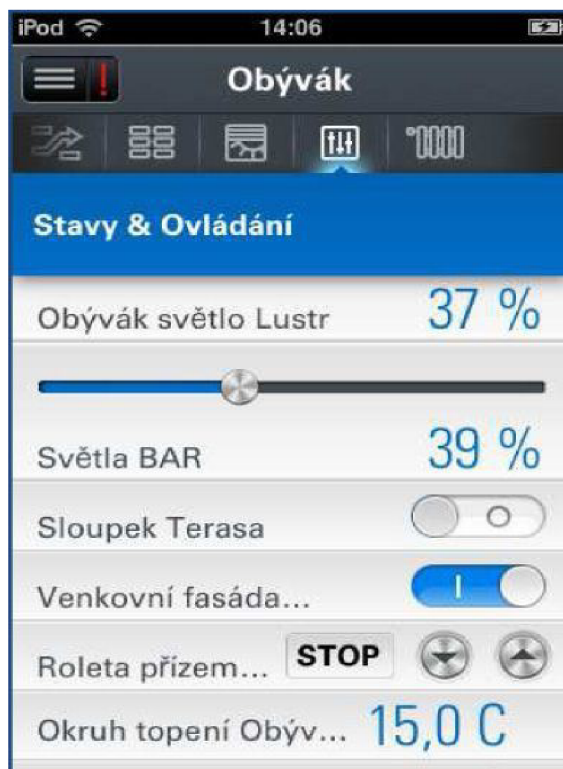 iPod 14:06
Obývák
Stavy & Ovládání
Obývák světlo Lustr 37 %
Světla BAR 39 %
Sloupek Terasa
Venkovní fasáda...
Roleta přízem... STOP
Okruh topení Obýv... 15,0 C